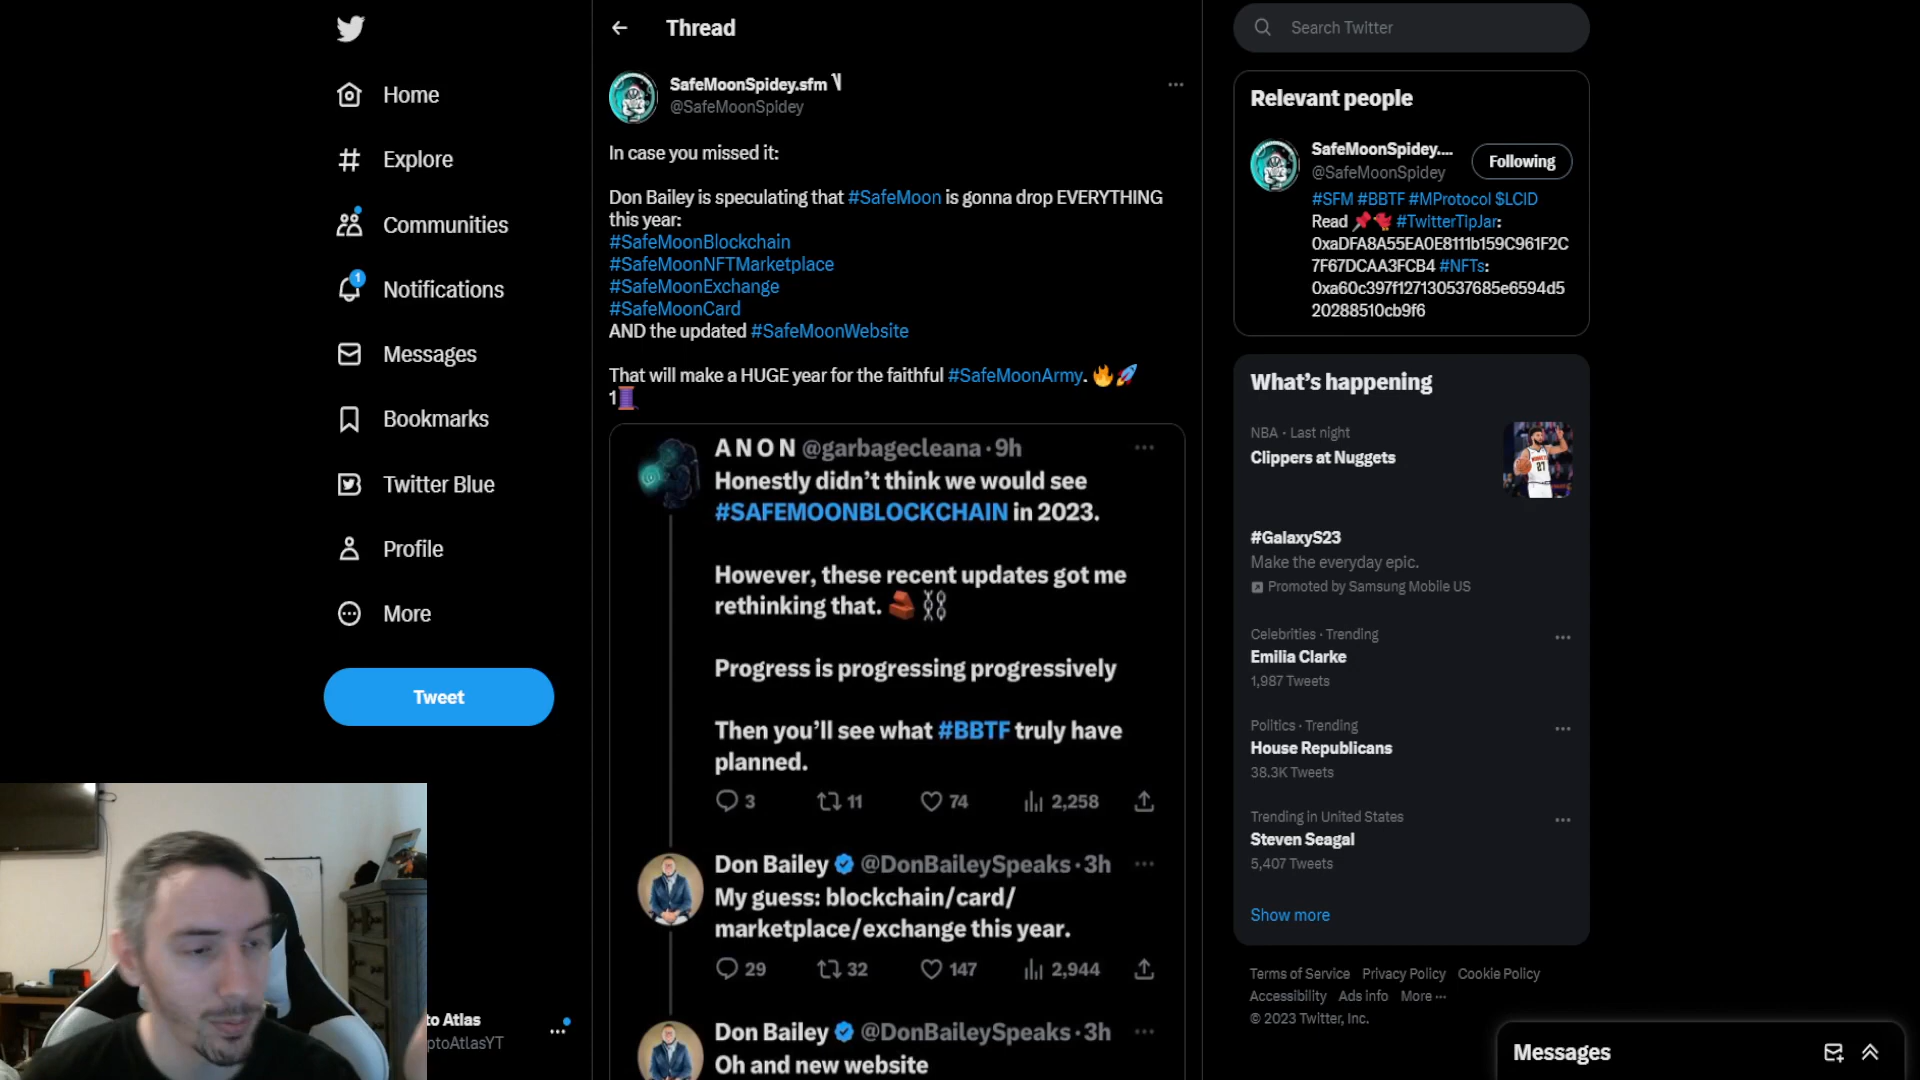 Home
Explore
Communities
1
Notifications
Messages
Bookmarks
Twitter Blue
Profile
More
Tweet
to Atlas
ptoAtlasYT
Thread
SafeMoonSpidey.sfm
@SafeMoonSpidey
In case you missed it:
Don Bailey is speculating that #SafeMoon is gonna drop EVERYTHING
this year:
#SafeMoonBlockchain
#SafeMoonNFTMarketplace
#SafeMoonExchange
#SafeMoonCard
AND the updated #SafeMoonWebsite
That will make a HUGE year for the faithful #SafeMoonArmy. 🔥🚀
1🧵
A N O N @garbagecleana · 9h
Honestly didn’t think we would see
#SAFEMOONBLOCKCHAIN in 2023.
However, these recent updates got me
rethinking that. 🧱⛓
Progress is progressing progressively
Then you’ll see what #BBTF truly have
planned.
3 11 74 2,258
Don Bailey @DonBaileySpeaks · 3h
My guess: blockchain/card/
marketplace/exchange this year.
29 32 147 2,944
Don Bailey @DonBaileySpeaks · 3h
Oh and new website
Search Twitter
Relevant people
SafeMoonSpidey....
@SafeMoonSpidey
Following
#SFM #BBTF #MProtocol $LCID
Read 📌 #TwitterTipJar:
0xaDFA8A55EA0E8111b159C961F2C
7F67DCAA3FCB4 #NFTs:
0xa60c397f127130537685e6594d5
20288510cb9f6
What’s happening
NBA · Last night
Clippers at Nuggets
#GalaxyS23
Make the everyday epic.
Promoted by Samsung Mobile US
Celebrities · Trending
Emilia Clarke
1,987 Tweets
Politics · Trending
House Republicans
38.3K Tweets
Trending in United States
Steven Seagal
5,407 Tweets
Show more
Terms of Service Privacy Policy Cookie Policy
Accessibility Ads info More ···
© 2023 Twitter, Inc.
Messages